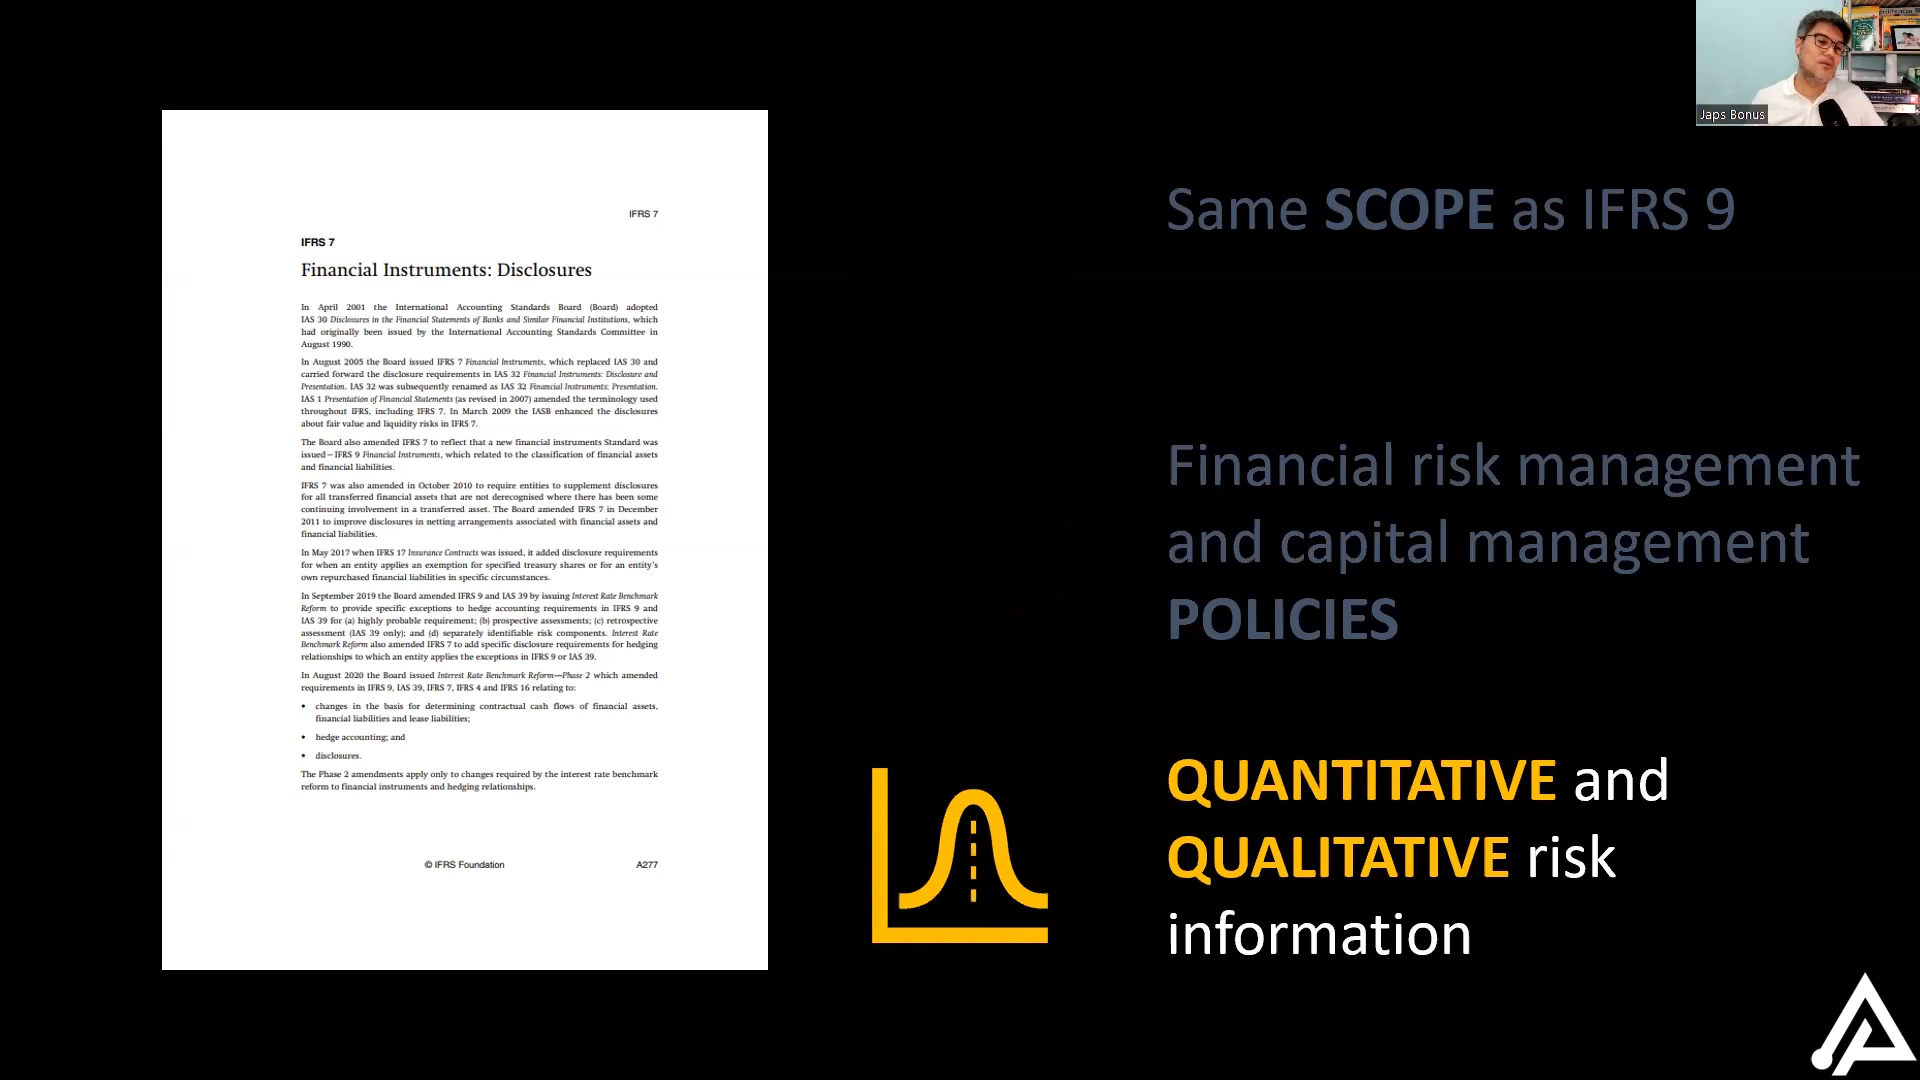 IFRS 7
IFRS 7
Financial Instruments: Disclosures
In April 2001 the International Accounting Standards Board (Board) adopted
IAS 30 Disclosures in the Financial Statements of Banks and Similar Financial Institutions, which
had originally been issued by the International Accounting Standards Committee in
August 1990.
In August 2005 the Board issued IFRS 7 Financial Instruments, which replaced IAS 30 and
carried forward the disclosure requirements in IAS 32 Financial Instruments: Disclosure and
Presentation. IAS 32 was subsequently renamed as IAS 32 Financial Instruments: Presentation.
IAS 1 Presentation of Financial Statements (as revised in 2007) amended the terminology used
throughout IFRS, including IFRS 7. In March 2009 the IASB enhanced the disclosures
about fair value and liquidity risks in IFRS 7.
The Board also amended IFRS 7 to reflect that a new financial instruments Standard was
issued—IFRS 9 Financial Instruments, which related to the classification of financial assets
and financial liabilities.
IFRS 7 was also amended in October 2010 to require entities to supplement disclosures
for all transferred financial assets that are not derecognised where there has been some
continuing involvement in a transferred asset. The Board amended IFRS 7 in December
2011 to improve disclosures in netting arrangements associated with financial assets and
financial liabilities.
In May 2017 when IFRS 17 Insurance Contracts was issued, it added disclosure requirements
for when an entity applies an exemption for specified treasury shares or for an entity's
own repurchased financial liabilities in specific circumstances.
In September 2019 the Board amended IFRS 9 and IAS 39 by issuing Interest Rate Benchmark
Reform to provide specific exceptions to hedge accounting requirements in IFRS 9 and
IAS 39 for (a) highly probable requirement; (b) prospective assessments; (c) retrospective
assessment (IAS 39 only); and (d) separately identifiable risk components. Interest Rate
Benchmark Reform also amended IFRS 7 to add specific disclosure requirements for hedging
relationships to which an entity applies the exceptions in IFRS 9 or IAS 39.
In August 2020 the Board issued Interest Rate Benchmark Reform—Phase 2 which amended
requirements in IFRS 9, IAS 39, IFRS 7, IFRS 4 and IFRS 16 relating to:
• changes in the basis for determining contractual cash flows of financial assets,
financial liabilities and lease liabilities;
• hedge accounting; and
• disclosures.
The Phase 2 amendments apply only to changes required by the interest rate benchmark
reform to financial instruments and hedging relationships.
© IFRS Foundation A277
Same SCOPE as IFRS 9
Financial risk management
and capital management
POLICIES
QUANTITATIVE and
QUALITATIVE risk
information
Japs Bonus